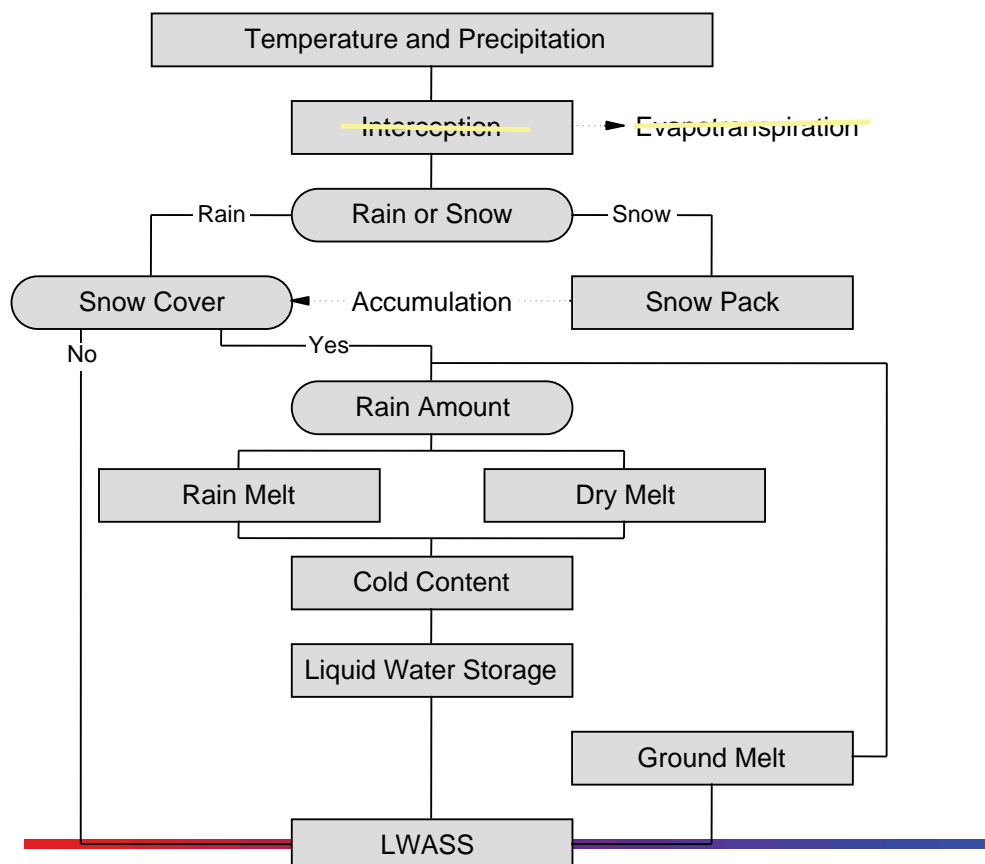 Temperature and Precipitation
Interception
Evapotranspiration
Rain
Rain or Snow
Snow
Snow Cover
Accumulation
Snow Pack
No
Yes
Rain Amount
Rain Melt
Dry Melt
Cold Content
Liquid Water Storage
Ground Melt
LWASS